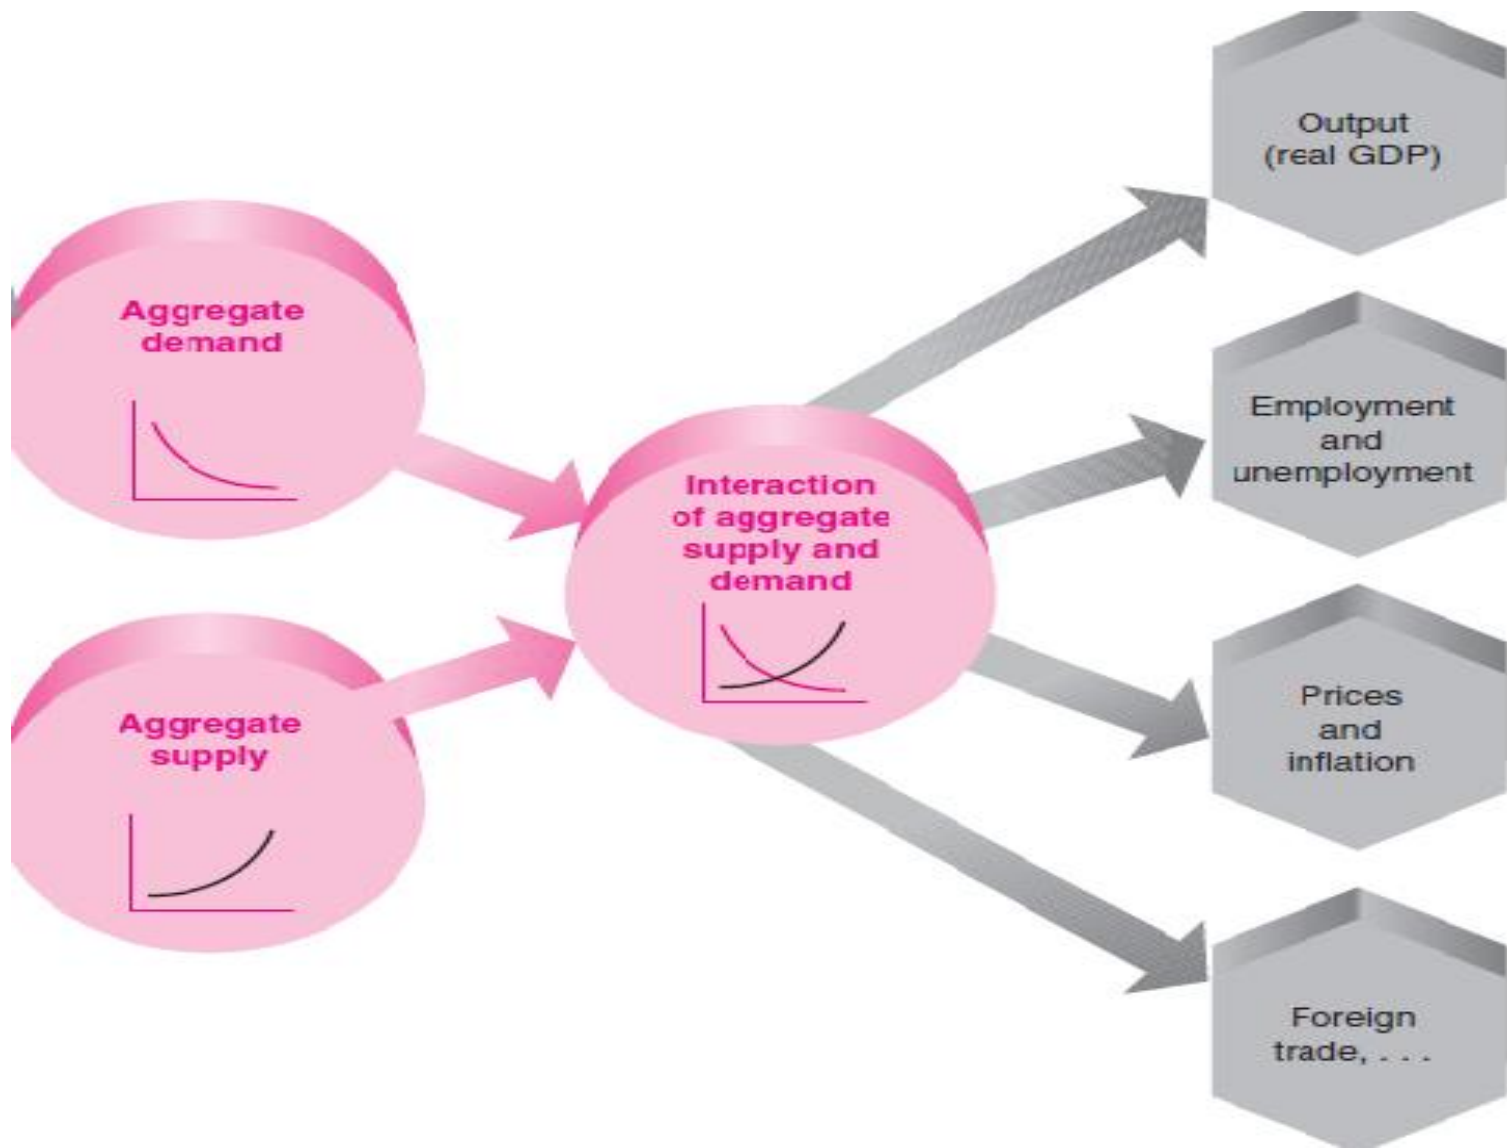 Aggregate
demand
Aggregate
supply
Interaction
of aggregate
supply and
demand
Output
(real GDP)
Employment
and
unemployment
Prices
and
inflation
Foreign
trade, . . .